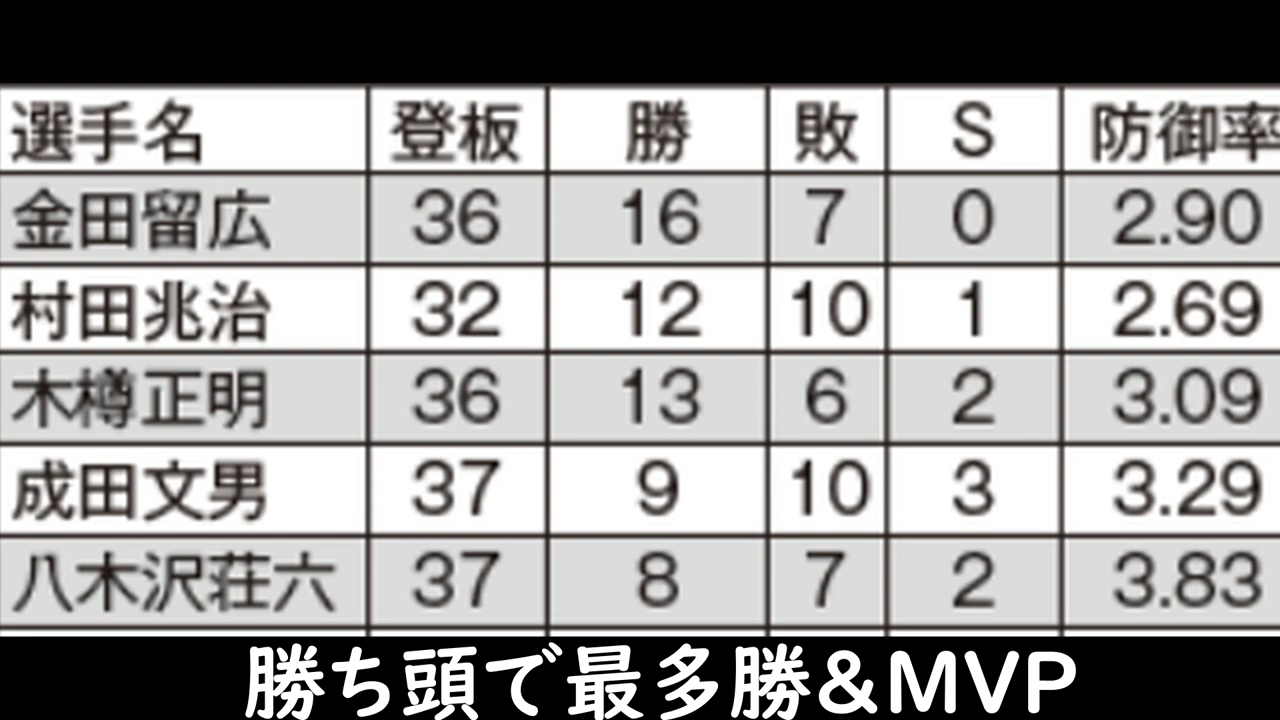 選手名 登板 勝 敗 S 防御率
金田留広 36 16 7 0 2.90
村田兆治 32 12 10 1 2.69
木樽正明 36 13 6 2 3.09
成田文男 37 9 10 3 3.29
八木沢荘六 37 8 7 2 3.83
勝ち頭で最多勝&MVP